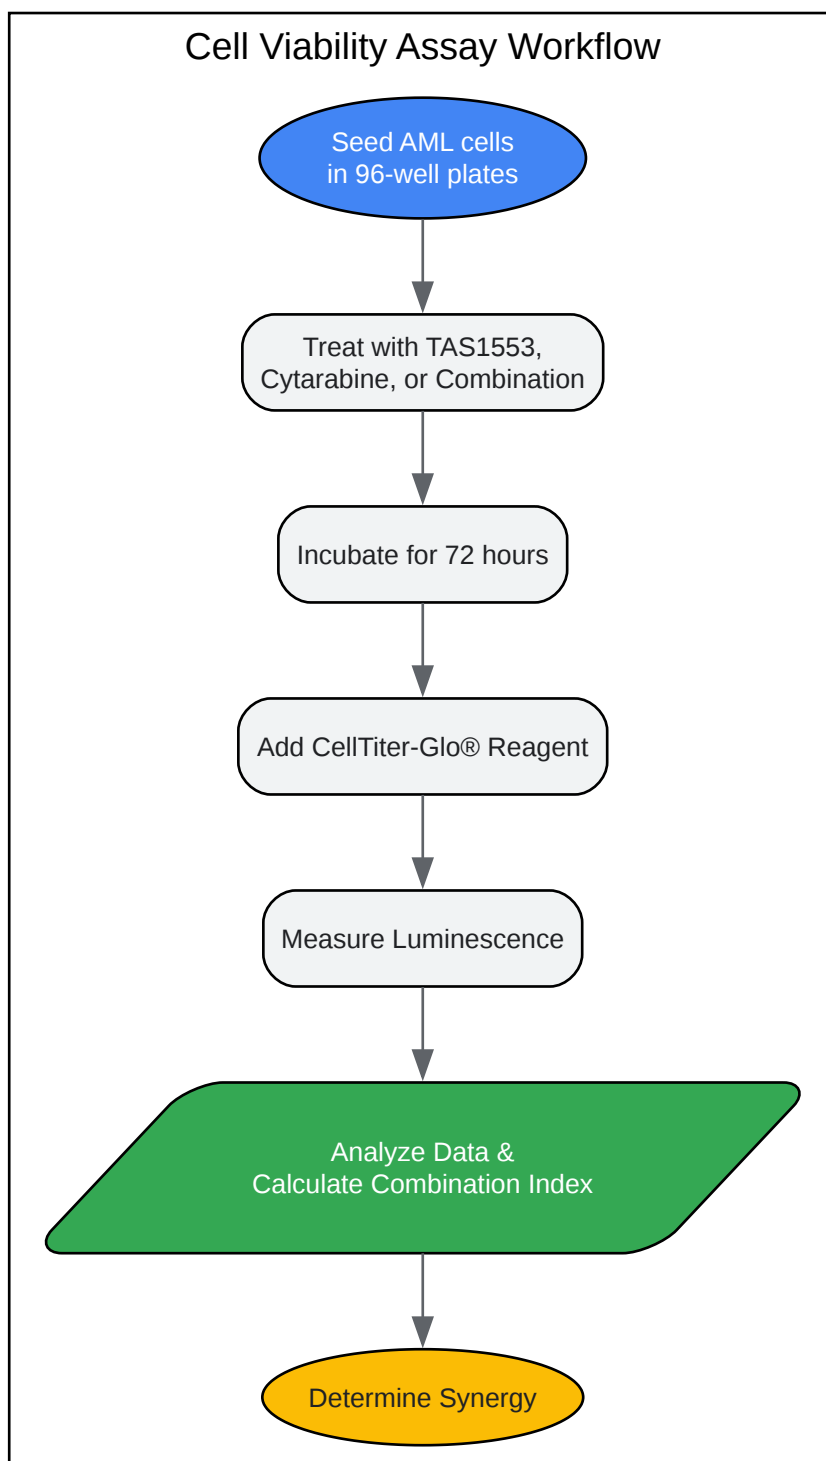 Cell Viability Assay Workflow
Seed AML cells
in 96-well plates
Treat with TAS1553,
Cytarabine, or Combination
Incubate for 72 hours
Add CellTiter-Glo® Reagent
Measure Luminescence
Analyze Data &
Calculate Combination Index
Determine Synergy